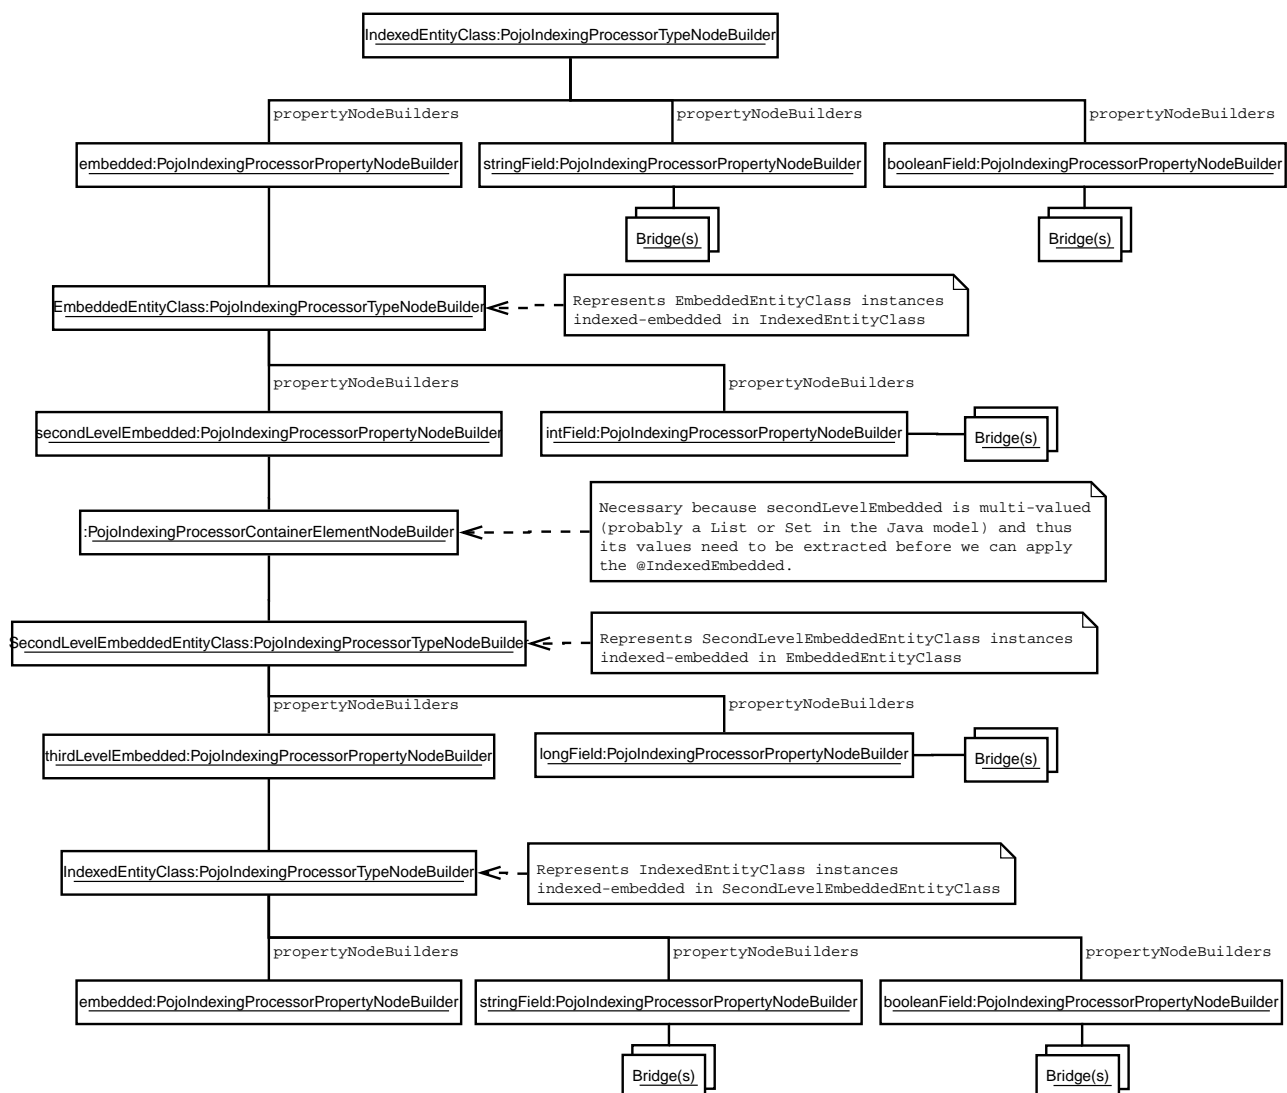 IndexedEntityClass:PojoIndexingProcessorTypeNodeBuilder
propertyNodeBuilders
propertyNodeBuilders
propertyNodeBuilders
embedded:PojoIndexingProcessorPropertyNodeBuilder
stringField:PojoIndexingProcessorPropertyNodeBuilder
booleanField:PojoIndexingProcessorPropertyNodeBuilder
Bridge(s)
Bridge(s)
EmbeddedEntityClass:PojoIndexingProcessorTypeNodeBuilder
Represents EmbeddedEntityClass instances
indexed-embedded in IndexedEntityClass
propertyNodeBuilders
propertyNodeBuilders
secondLevelEmbedded:PojoIndexingProcessorPropertyNodeBuilder
intField:PojoIndexingProcessorPropertyNodeBuilder
Bridge(s)
:PojoIndexingProcessorContainerElementNodeBuilder
Necessary because secondLevelEmbedded is multi-valued
(probably a List or Set in the Java model) and thus
its values need to be extracted before we can apply
the @IndexedEmbedded.
SecondLevelEmbeddedEntityClass:PojoIndexingProcessorTypeNodeBuilder
Represents SecondLevelEmbeddedEntityClass instances
indexed-embedded in EmbeddedEntityClass
propertyNodeBuilders
propertyNodeBuilders
thirdLevelEmbedded:PojoIndexingProcessorPropertyNodeBuilder
longField:PojoIndexingProcessorPropertyNodeBuilder
Bridge(s)
IndexedEntityClass:PojoIndexingProcessorTypeNodeBuilder
Represents IndexedEntityClass instances
indexed-embedded in SecondLevelEmbeddedEntityClass
propertyNodeBuilders
propertyNodeBuilders
propertyNodeBuilders
embedded:PojoIndexingProcessorPropertyNodeBuilder
stringField:PojoIndexingProcessorPropertyNodeBuilder
booleanField:PojoIndexingProcessorPropertyNodeBuilder
Bridge(s)
Bridge(s)